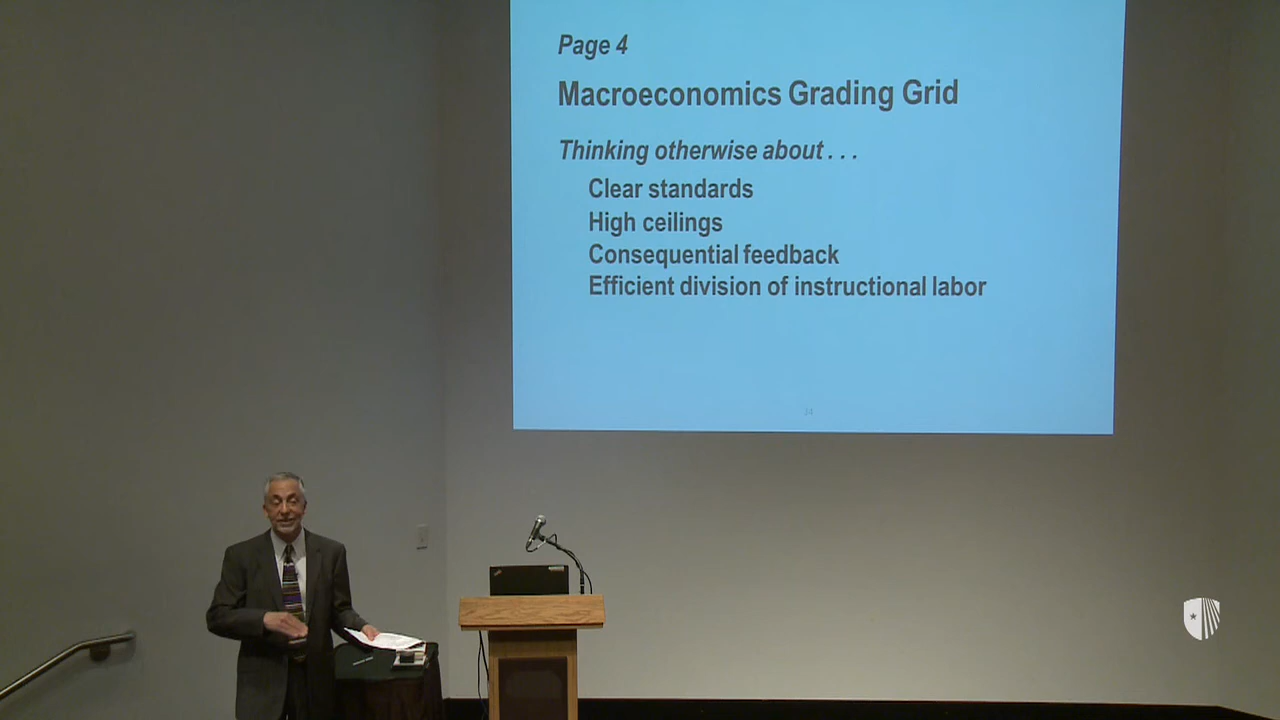 Page 4
Macroeconomics Grading Grid
Thinking otherwise about . . .
Clear standards
High ceilings
Consequential feedback
Efficient division of instructional labor